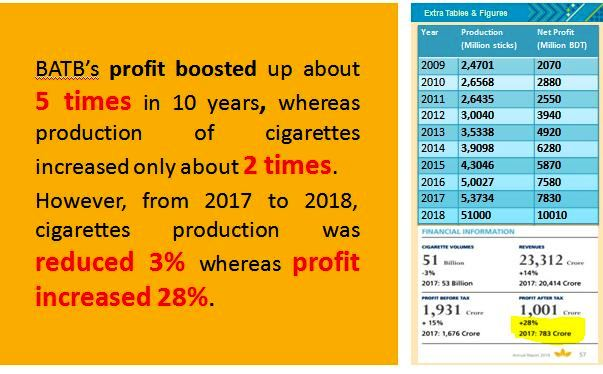 BATB's profit boosted up about
5 times in 10 years, whereas
production of cigarettes
increased only about 2 times.
However, from 2017 to 2018,
cigarettes production was
reduced 3% whereas profit
increased 28%.
Extra Tables & Figures
Year Production Net Profit
(Million sticks) (Million BDT)
2009 2,4701 2070
2010 2,6568 2880
2011 2,6435 2550
2012 3,0040 3940
2013 3,5338 4920
2014 3,9098 6280
2015 4,3046 5870
2016 5,0027 7580
2017 5,3734 7830
2018 51000 10010
FINANCIAL INFORMATION
CIGARETTE VOLUMES REVENUES
51 Billion 23,312 Crore
-3% +14%
2017: 53 Billion 2017: 20,414 Crore
PROFIT BEFORE TAX PROFIT AFTER TAX
1,931 Crore 1,001 Crore
+ 15% +28%
2017: 1,676 Crore 2017: 783 Crore
Annual Report 2018 57